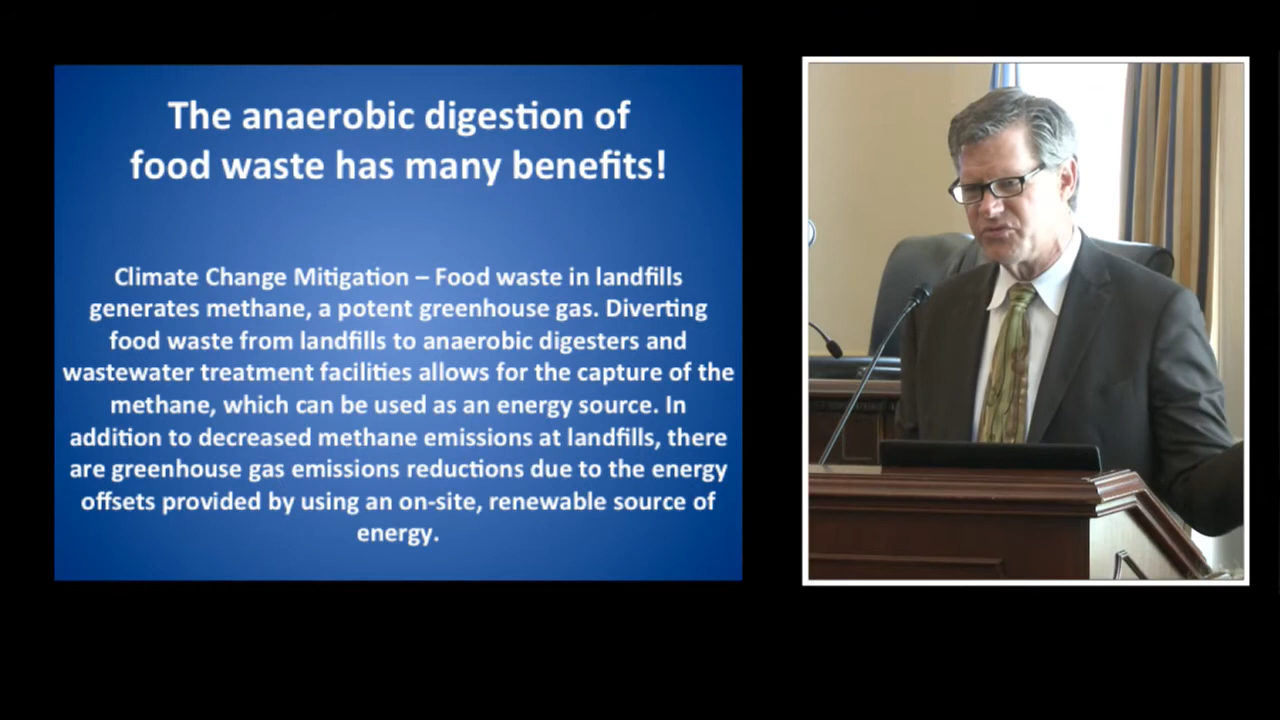 The anaerobic digestion of
food waste has many benefits!
Climate Change Mitigation – Food waste in landfills
generates methane, a potent greenhouse gas. Diverting
food waste from landfills to anaerobic digesters and
wastewater treatment facilities allows for the capture of the
methane, which can be used as an energy source. In
addition to decreased methane emissions at landfills, there
are greenhouse gas emissions reductions due to the energy
offsets provided by using an on-site, renewable source of
energy.